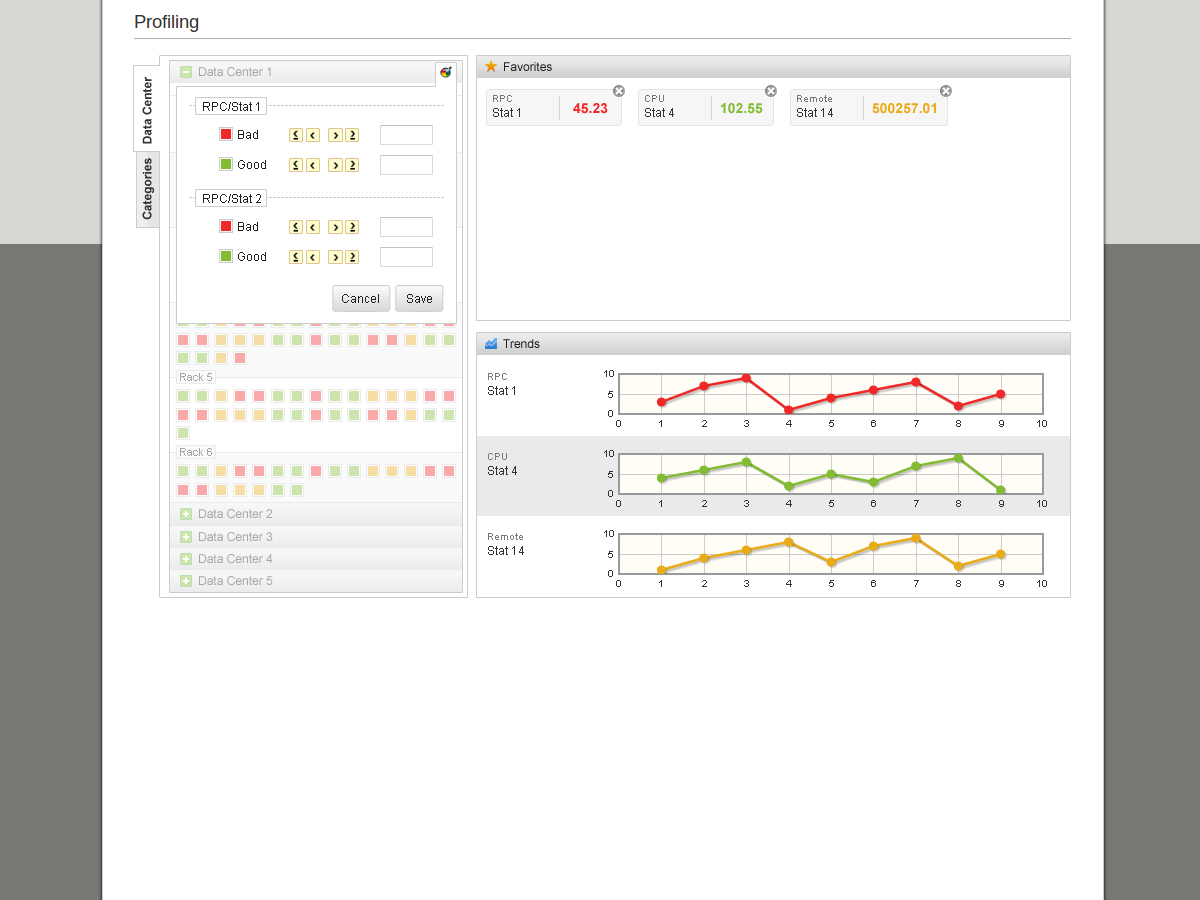 Profiling
Data Center
Categories
Data Center 1
RPC/Stat 1
Bad
Good
RPC/Stat 2
Bad
Good
Cancel Save
Rack 5
Rack 6
Data Center 2
Data Center 3
Data Center 4
Data Center 5
Favorites
RPC
Stat 1
45.23
CPU
Stat 4
102.55
Remote
Stat 14
500257.01
Trends
RPC
Stat 1
10
5
0
0 1 2 3 4 5 6 7 8 9 10
CPU
Stat 4
10
5
0
0 1 2 3 4 5 6 7 8 9 10
Remote
Stat 14
10
5
0
0 1 2 3 4 5 6 7 8 9 10